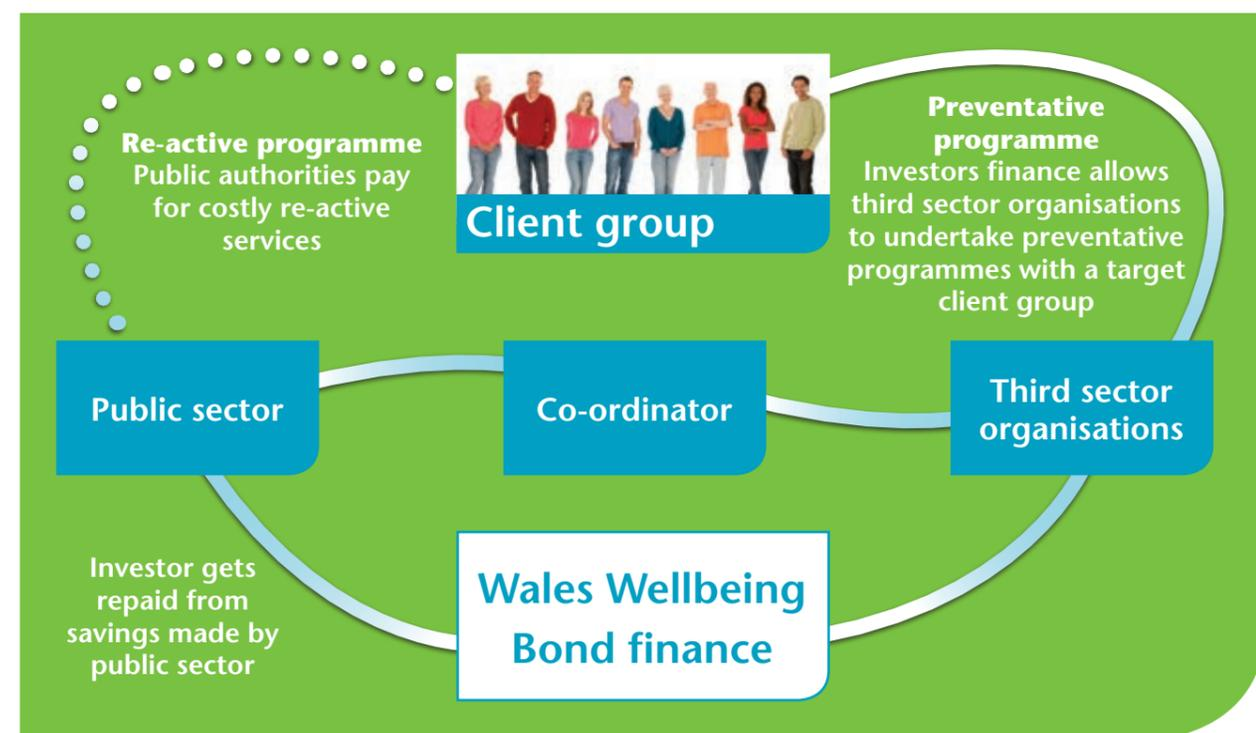 Re-active programme
Public authorities pay
for costly re-active
services
Client group
Preventative
programme
Investors finance allows
third sector organisations
to undertake preventative
programmes with a target
client group
Public sector
Co-ordinator
Third sector
organisations
Investor gets
repaid from
savings made by
public sector
Wales Wellbeing
Bond finance